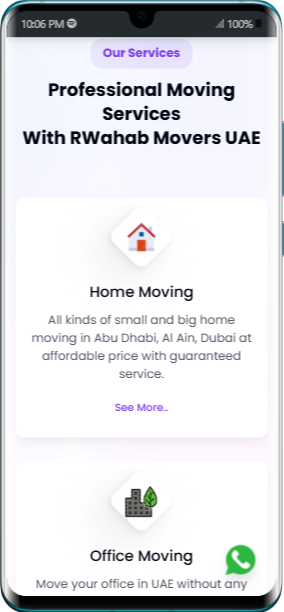 10:06 PM 100%
Our Services
Professional Moving
Services
With RWahab Movers UAE
Home Moving
All kinds of small and big home
moving in Abu Dhabi, Al Ain, Dubai at
affordable price with guaranteed
service.
See More..
Office Moving
Move your office in UAE without any